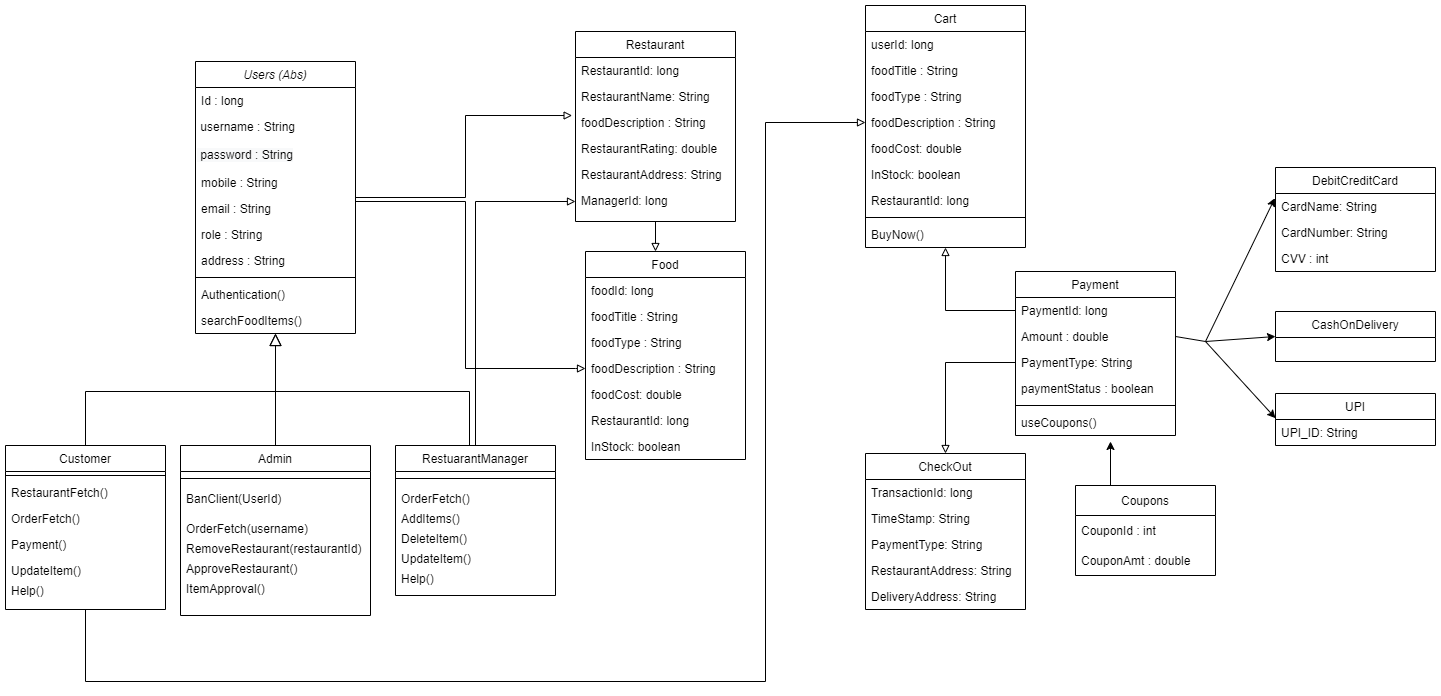 Users (Abs)
Id : long
username : String
password : String
mobile : String
email : String
role : String
address : String
Authentication()
searchFoodItems()
Restaurant
RestaurantId: long
RestaurantName: String
foodDescription : String
RestaurantRating: double
RestaurantAddress: String
ManagerId: long
Food
foodId: long
foodTitle : String
foodType : String
foodDescription : String
foodCost: double
RestaurantId: long
InStock: boolean
Cart
userId: long
foodTitle : String
foodType : String
foodDescription : String
foodCost: double
InStock: boolean
RestaurantId: long
BuyNow()
Payment
PaymentId: long
Amount : double
PaymentType: String
paymentStatus : boolean
useCoupons()
DebitCreditCard
CardName: String
CardNumber: String
CVV : int
CashOnDelivery
UPI
UPI_ID: String
Customer
RestaurantFetch()
OrderFetch()
Payment()
UpdateItem()
Help()
Admin
BanClient(UserId)
OrderFetch(username)
RemoveRestaurant(restaurantId)
ApproveRestaurant()
ItemApproval()
RestuarantManager
OrderFetch()
AddItems()
DeleteItem()
UpdateItem()
Help()
CheckOut
TransactionId: long
TimeStamp: String
PaymentType: String
RestaurantAddress: String
DeliveryAddress: String
Coupons
CouponId : int
CouponAmt : double